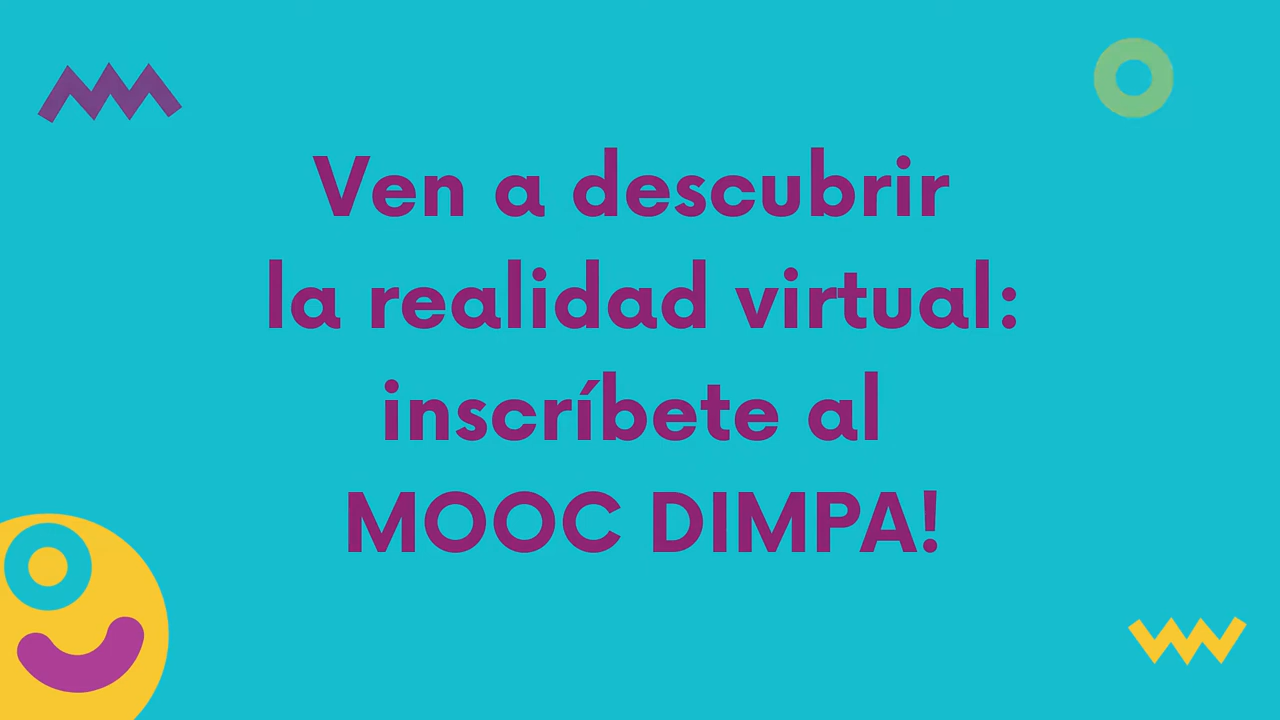 Ven a descubrir
la realidad virtual:
inscríbete al
MOOC DIMPA!